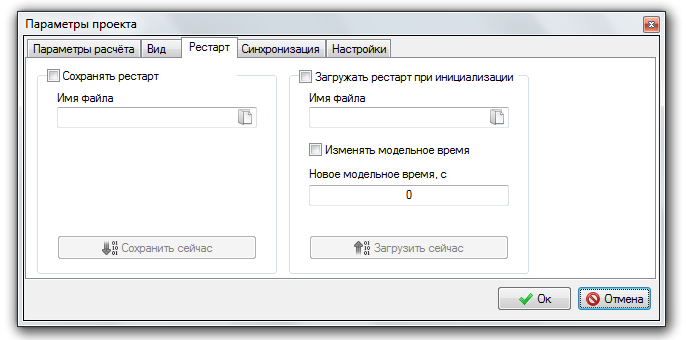 Параметры проекта
Параметры расчёта Вид Рестарт Синхронизация Настройки
Сохранять рестарт
Имя файла
Сохранить сейчас
Загружать рестарт при инициализации
Имя файла
Изменять модельное время
Новое модельное время, с
0
Загрузить сейчас
Ок Отмена